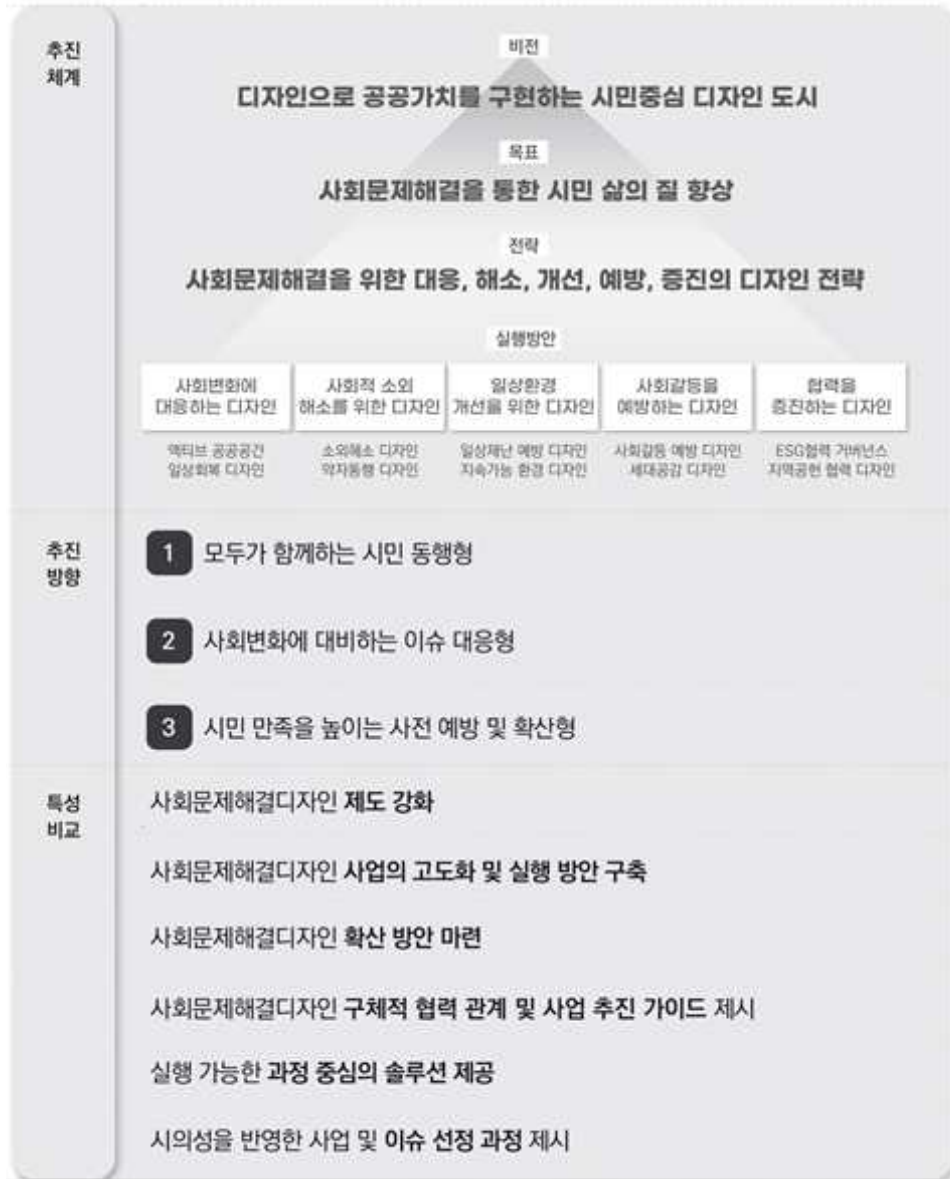 추진
체계
비전
디자인으로 공공가치를 구현하는 시민중심 디자인 도시
목표
사회문제해결을 통한 시민 삶의 질 향상
전략
사회문제해결을 위한 대응, 해소, 개선, 예방, 증진의 디자인 전략
실행방안
사회변화에
대응하는 디자인
사회적 소외
해소를 위한 디자인
일상환경
개선을 위한 디자인
사회갈등을
예방하는 디자인
협력을
증진하는 디자인
액티브 공공공간
일상회복 디자인
소외해소 디자인
약자동행 디자인
일상재난 예방 디자인
지속가능 환경 디자인
사회갈등 예방 디자인
세대공감 디자인
ESG협력 거버넌스
지역공헌 협력 디자인
추진
방향
1 모두가 함께하는 시민 동행형
2 사회변화에 대비하는 이슈 대응형
3 시민 만족을 높이는 사전 예방 및 확산형
특성
비교
사회문제해결디자인 제도 강화
사회문제해결디자인 사업의 고도화 및 실행 방안 구축
사회문제해결디자인 확산 방안 마련
사회문제해결디자인 구체적 협력 관계 및 사업 추진 가이드 제시
실행 가능한 과정 중심의 솔루션 제공
시의성을 반영한 사업 및 이슈 선정 과정 제시